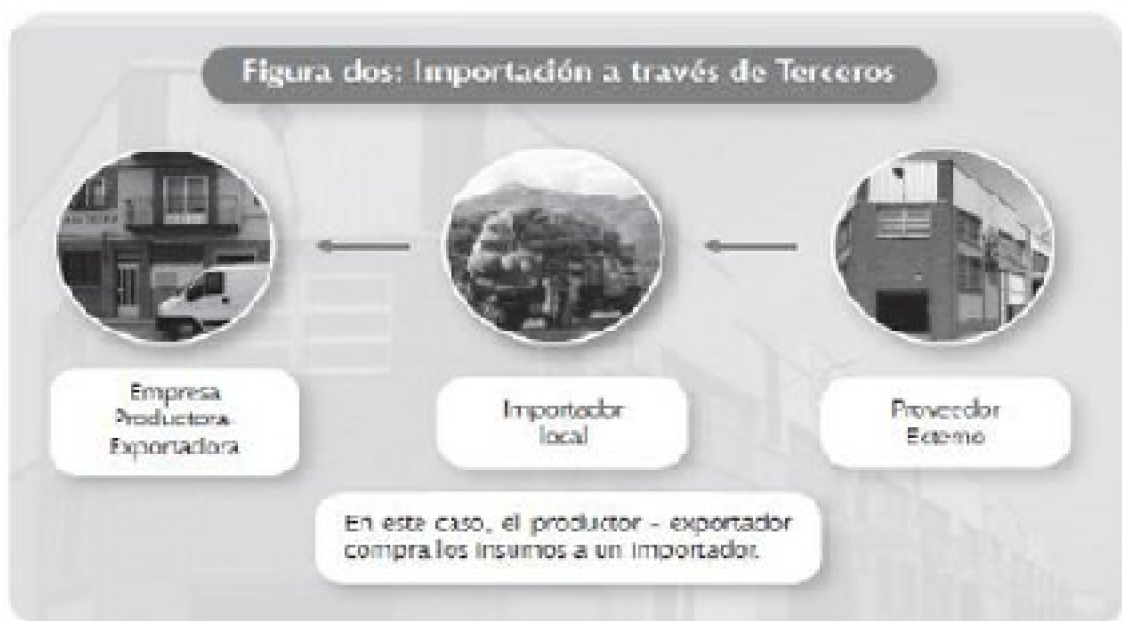 Figura dos: Importación a través de Terceros
Empresa
Productora
Exportadora
Importador
local
Proveedor
Externo
En este caso, el productor - exportador
compra los insumos a un importador.